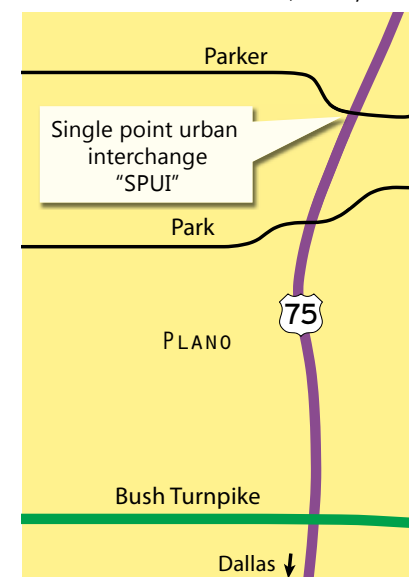 Parker
Single point urban
interchange
“SPUI”
Park
75
PLANO
Bush Turnpike
Dallas